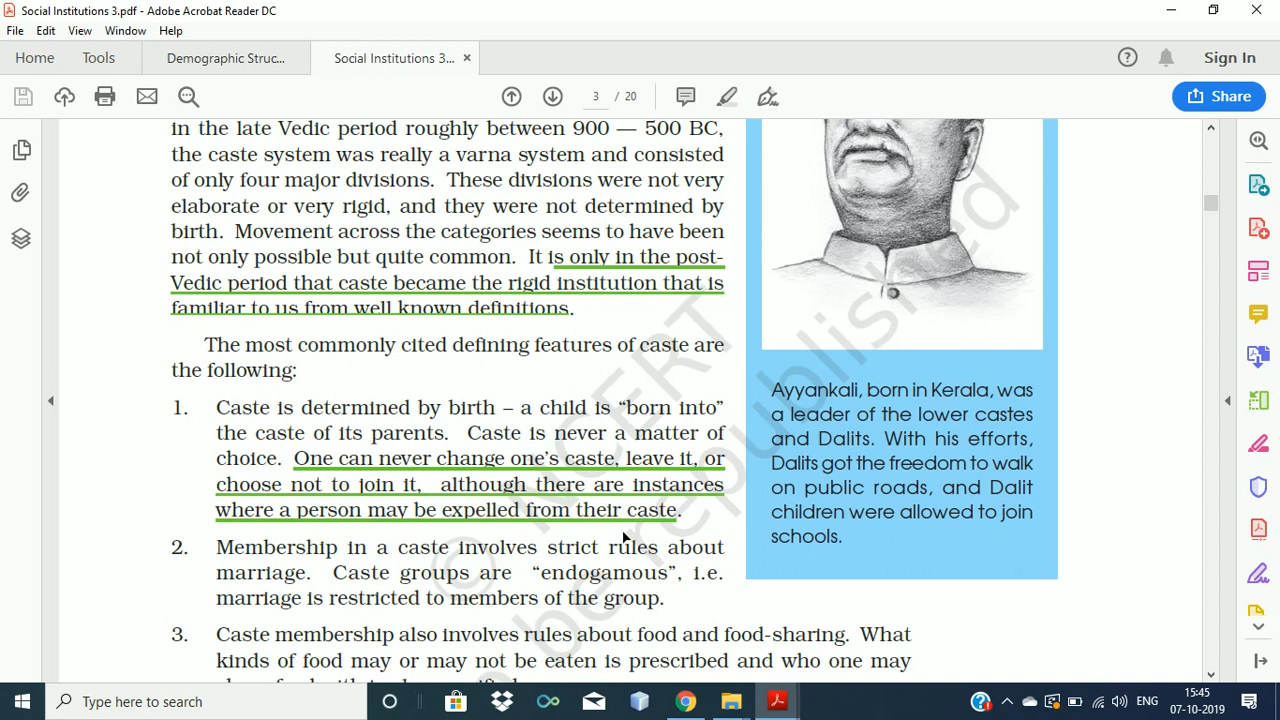 Social Institutions 3.pdf - Adobe Acrobat Reader DC
File Edit View Window Help
Home Tools Demographic Struc... Social Institutions 3... × ? Sign In
3 / 20 Share
in the late Vedic period roughly between 900 — 500 BC,
the caste system was really a varna system and consisted
of only four major divisions. These divisions were not very
elaborate or very rigid, and they were not determined by
birth. Movement across the categories seems to have been
not only possible but quite common. It is only in the post-
Vedic period that caste became the rigid institution that is
familiar to us from well known definitions.
The most commonly cited defining features of caste are
the following:
1. Caste is determined by birth – a child is “born into”
the caste of its parents. Caste is never a matter of
choice. One can never change one’s caste, leave it, or
choose not to join it, although there are instances
where a person may be expelled from their caste.
2. Membership in a caste involves strict rules about
marriage. Caste groups are “endogamous”, i.e.
marriage is restricted to members of the group.
3. Caste membership also involves rules about food and food-sharing. What
kinds of food may or may not be eaten is prescribed and who one may
Ayyankali, born in Kerala, was
a leader of the lower castes
and Dalits. With his efforts,
Dalits got the freedom to walk
on public roads, and Dalit
children were allowed to join
schools.
© NCERT
be republished
Type here to search
ENG
15:45
07-10-2019